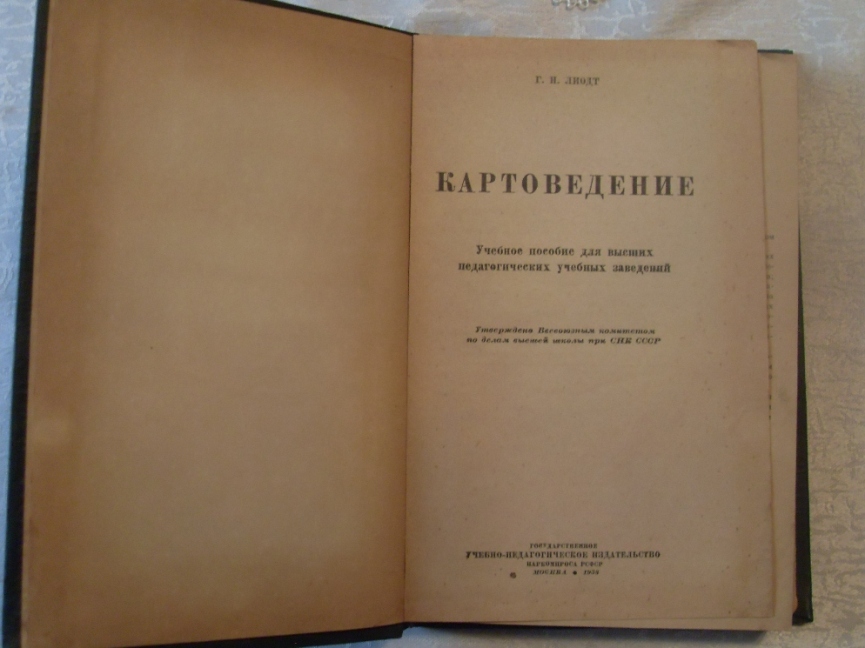 Г. Н. ЛИОДТ
КАРТОВЕДЕНИЕ
Учебное пособие для высших
педагогических учебных заведений
Утверждена Всесоюзным комитетом
по делам высшей школы при СНК СССР
ГОСУДАРСТВЕННОЕ
УЧЕБНО-ПЕДАГОГИЧЕСКОЕ ИЗДАТЕЛЬСТВО
НАРКОМПРОСА РСФСР
МОСКВА